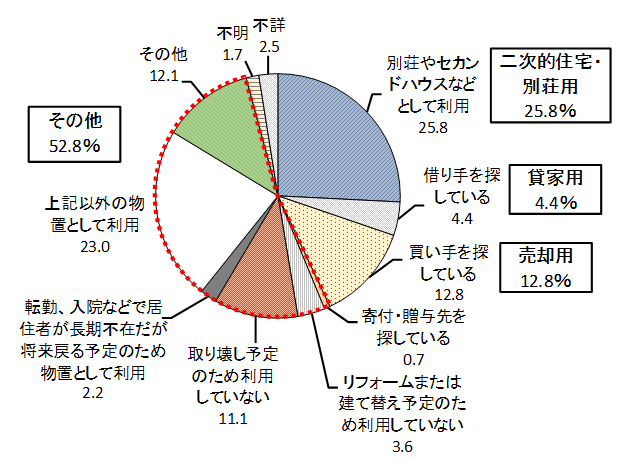 不明
1.7
不詳
2.5
その他
12.1
別荘やセカン
ドハウスなど
として利用
25.8
二次的住宅・
別荘用
25.8%
その他
52.8%
借り手を探
している
4.4
貸家用
4.4%
上記以外の物
置として利用
23.0
買い手を探
している
12.8
売却用
12.8%
転勤、入院などで居
住者が長期不在だが
将来戻る予定のため
物置として利用
2.2
取り壊し予定
のため利用
していない
11.1
寄付・贈与先を
探している
0.7
リフォームまたは
建て替え予定のた
め利用していない
3.6